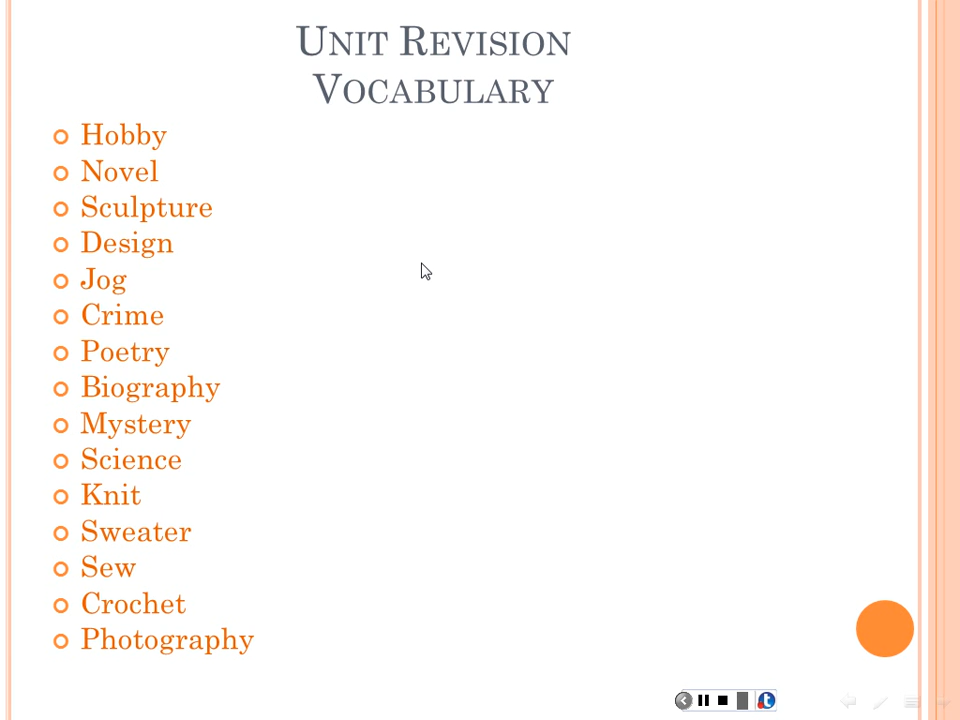 Unit Revision
Vocabulary
Hobby
Novel
Sculpture
Design
Jog
Crime
Poetry
Biography
Mystery
Science
Knit
Sweater
Sew
Crochet
Photography
t